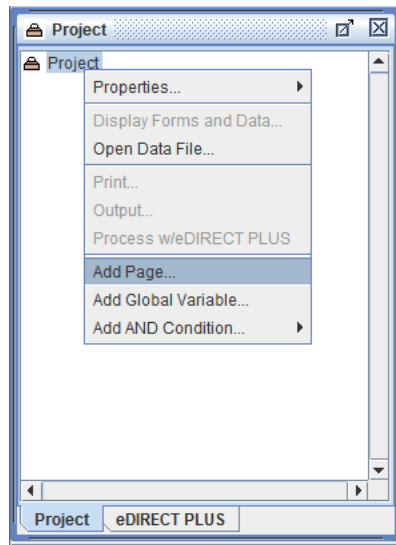 Project
Project
Properties...
Display Forms and Data...
Open Data File...
Print...
Output...
Process w/eDIRECT PLUS
Add Page...
Add Global Variable...
Add AND Condition...
Project eDIRECT PLUS